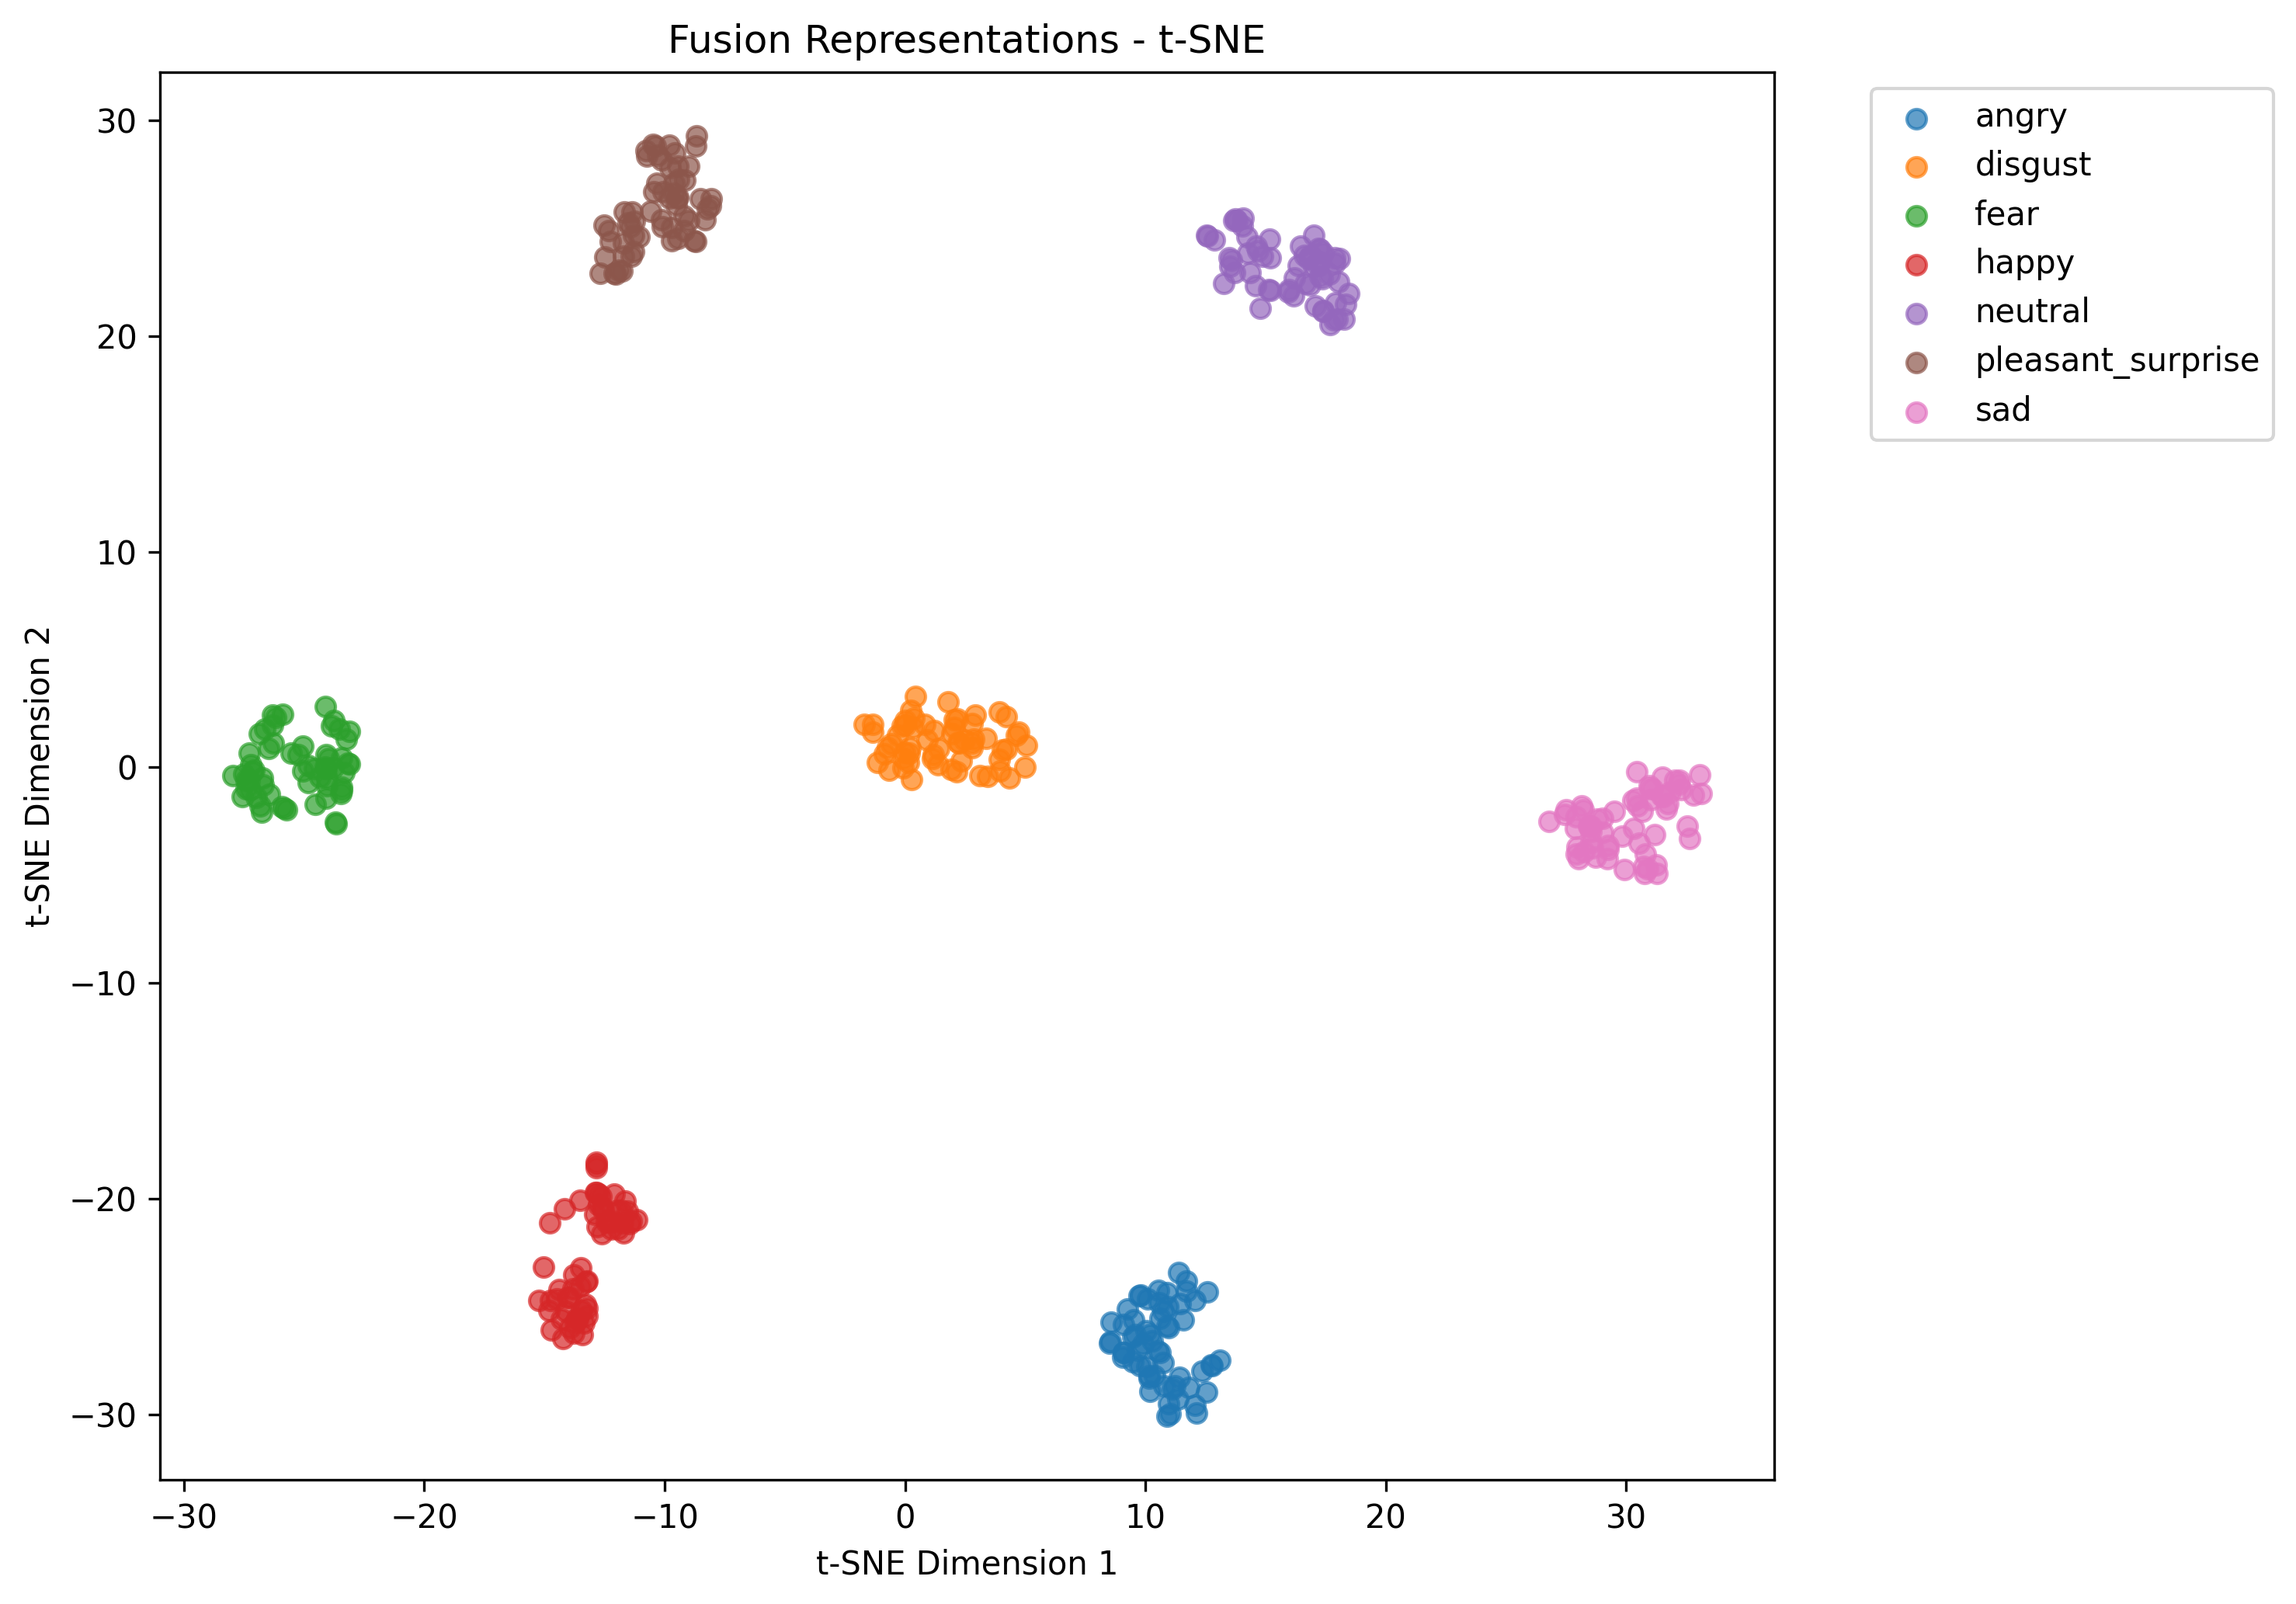 Fusion Representations - t-SNE
angry
disgust
fear
happy
neutral
pleasant_surprise
sad
30
20
10
0
−10
−20
−30
t-SNE Dimension 2
−30
−20
−10
0
10
20
30
t-SNE Dimension 1